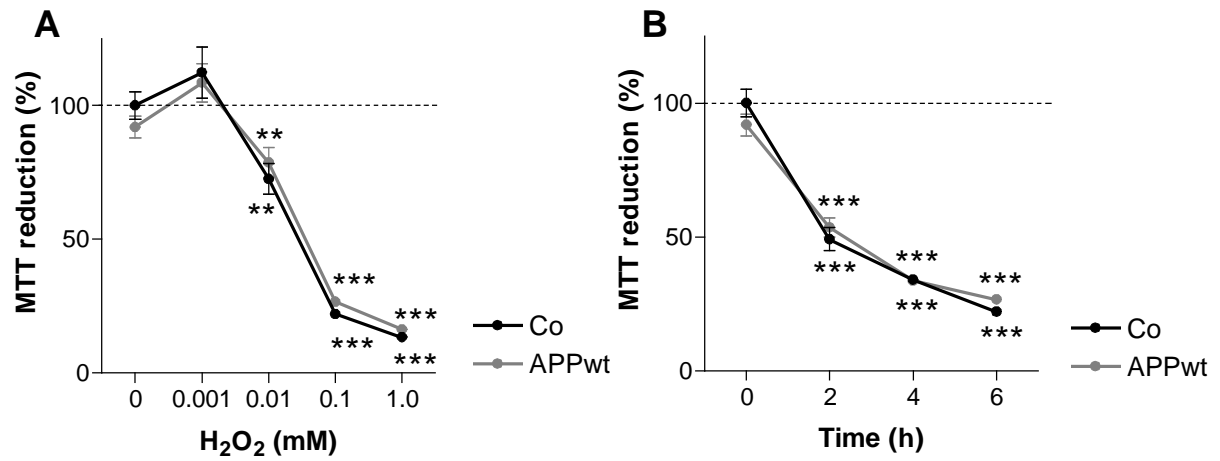 A
MTT reduction (%)
100
50
0
**
**
***
***
***
***
0 0.001 0.01 0.1 1.0
H₂O₂ (mM)
Co
APPwt
B
MTT reduction (%)
100
50
0
***
***
***
***
***
***
0 2 4 6
Time (h)
Co
APPwt